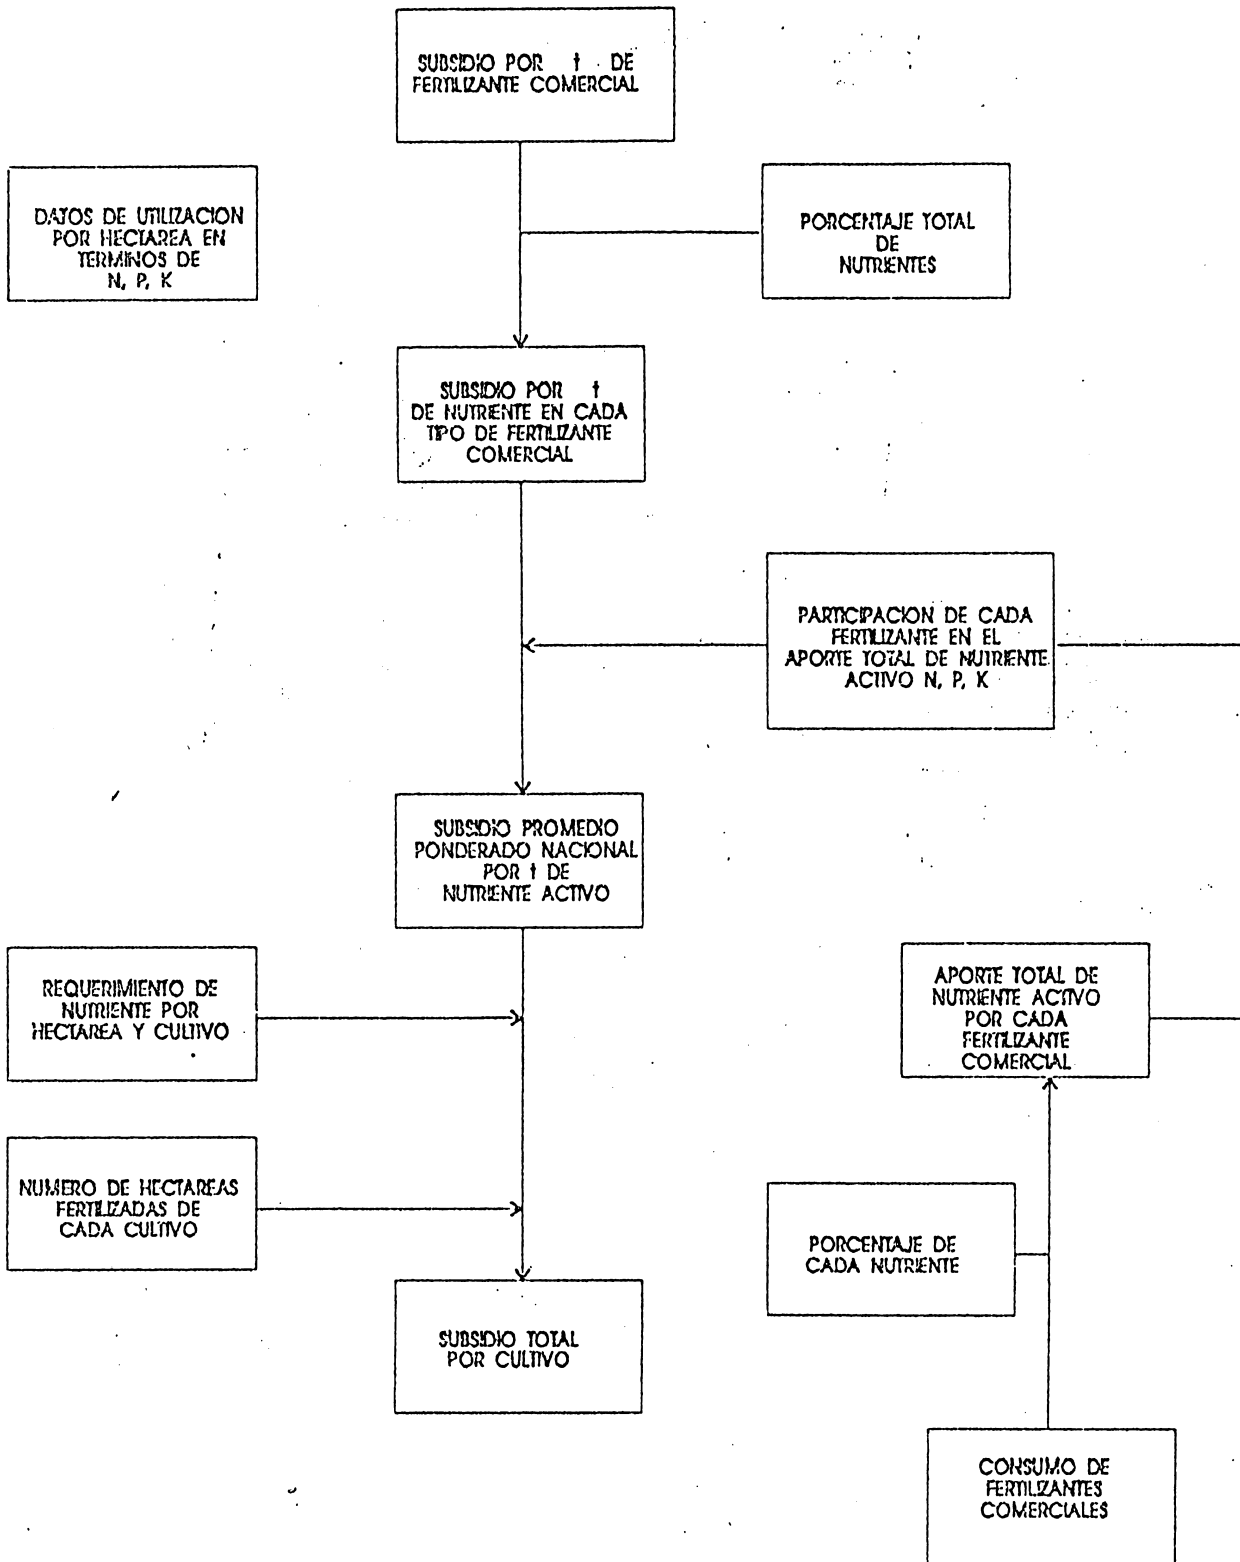 SUBSIDIO POR t DE
FERTILIZANTE COMERCIAL
DATOS DE UTILIZACION
POR HECTAREA EN
TERMINOS DE
N, P, K
PORCENTAJE TOTAL
DE
NUTRIENTES
SUBSIDIO POR t
DE NUTRIENTE EN CADA
TIPO DE FERTILIZANTE
COMERCIAL
PARTICIPACION DE CADA
FERTILIZANTE EN EL
APORTE TOTAL DE NUTRIENTE
ACTIVO N, P, K
SUBSIDIO PROMEDIO
PONDERADO NACIONAL
POR t DE
NUTRIENTE ACTIVO
REQUERIMIENTO DE
NUTRIENTE POR
HECTAREA Y CULTIVO
APORTE TOTAL DE
NUTRIENTE ACTIVO
POR CADA
FERTILIZANTE
COMERCIAL
NUMERO DE HECTAREAS
FERTILIZADAS DE
CADA CULTIVO
PORCENTAJE DE
CADA NUTRIENTE
SUBSIDIO TOTAL
POR CULTIVO
CONSUMO DE
FERTILIZANTES
COMERCIALES